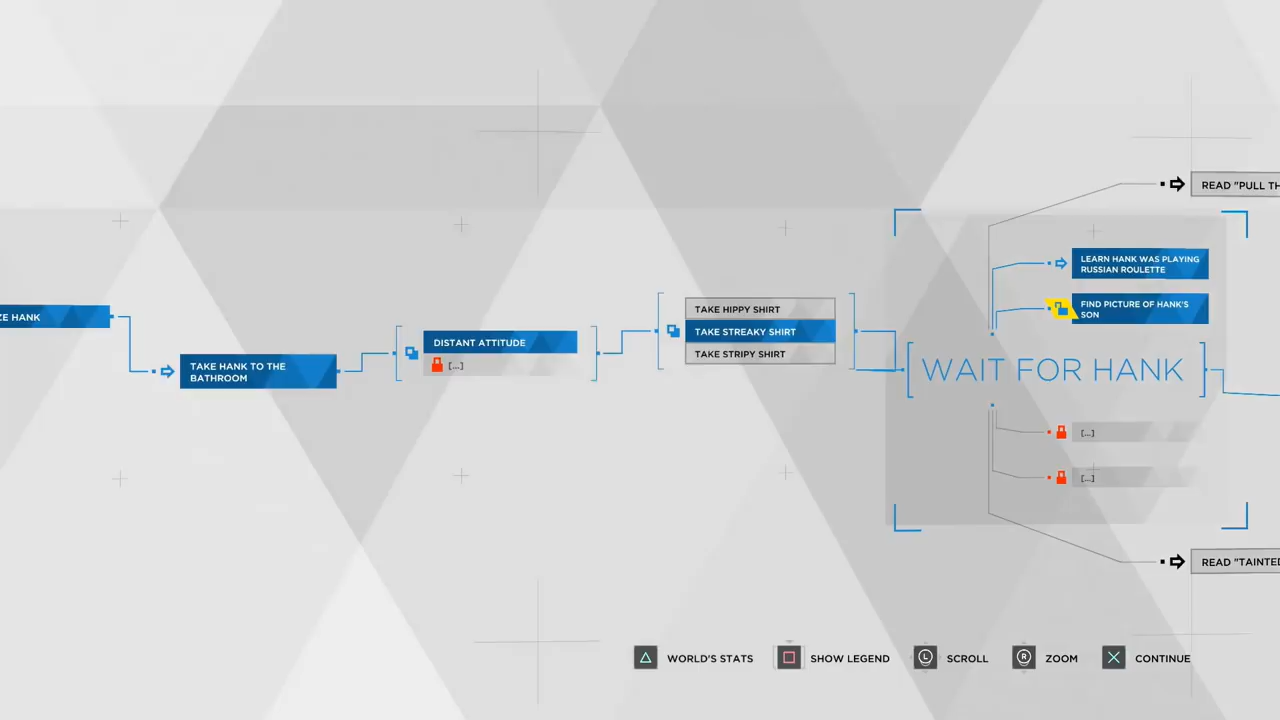 ZE HANK
TAKE HANK TO THE
BATHROOM
DISTANT ATTITUDE
[...]
TAKE HIPPY SHIRT
TAKE STREAKY SHIRT
TAKE STRIPY SHIRT
READ "PULL TH
LEARN HANK WAS PLAYING
RUSSIAN ROULETTE
FIND PICTURE OF HANK'S
SON
WAIT FOR HANK
[...]
[...]
READ "TAINTED
WORLD'S STATS
SHOW LEGEND
L
SCROLL
R
ZOOM
CONTINUE